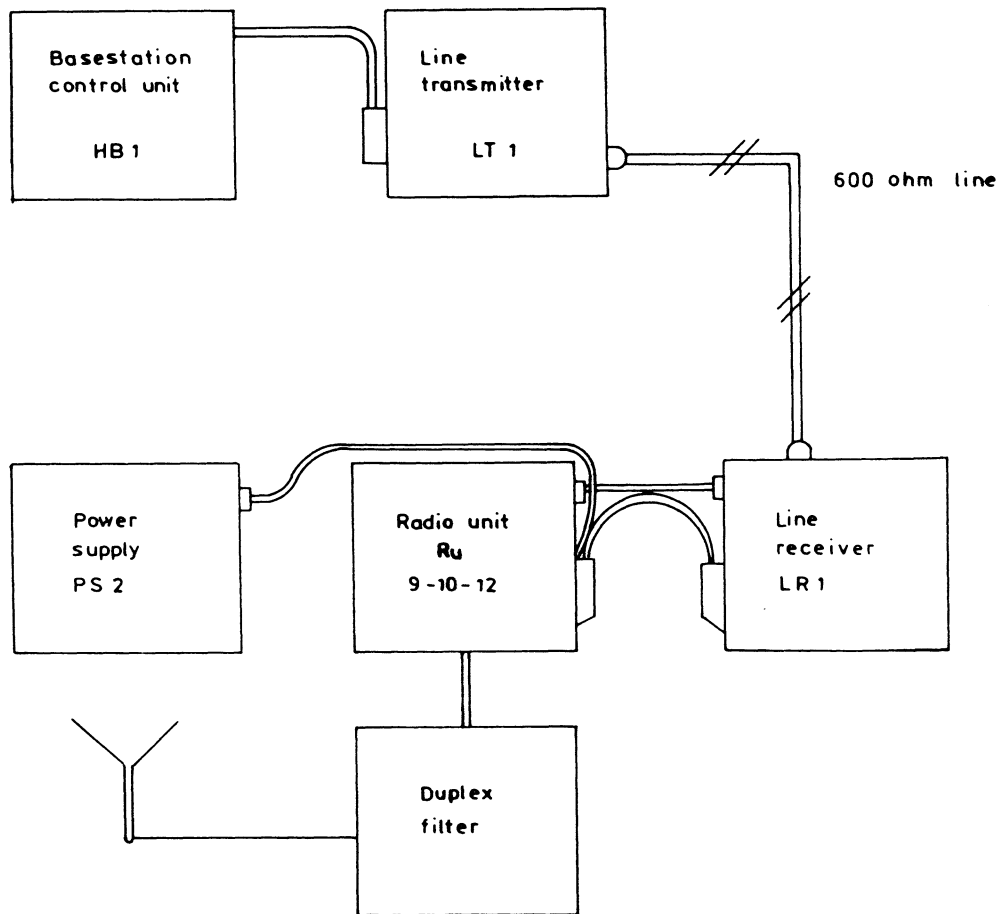 Basestation
control unit
HB 1
Line
transmitter
LT 1
600 ohm line
Power
supply
PS 2
Radio unit
Ru
9-10-12
Line
receiver
LR 1
Duplex
filter